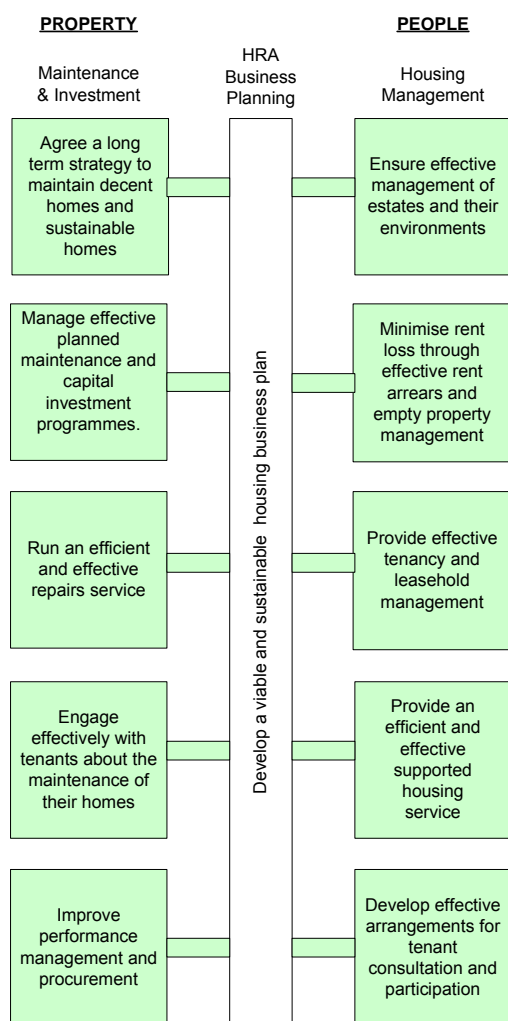 PROPERTY
Maintenance
& Investment
HRA
Business
Planning
PEOPLE
Housing
Management
Agree a long
term strategy to
maintain decent
homes and
sustainable
homes
Manage effective
planned
maintenance and
capital
investment
programmes.
Run an efficient
and effective
repairs service
Engage
effectively with
tenants about the
maintenance of
their homes
Improve
performance
management and
procurement
Develop a viable and sustainable housing business plan
Ensure effective
management of
estates and their
environments
Minimise rent
loss through
effective rent
arrears and
empty property
management
Provide effective
tenancy and
leasehold
management
Provide an
efficient and
effective
supported
housing
service
Develop effective
arrangements for
tenant
consultation and
participation